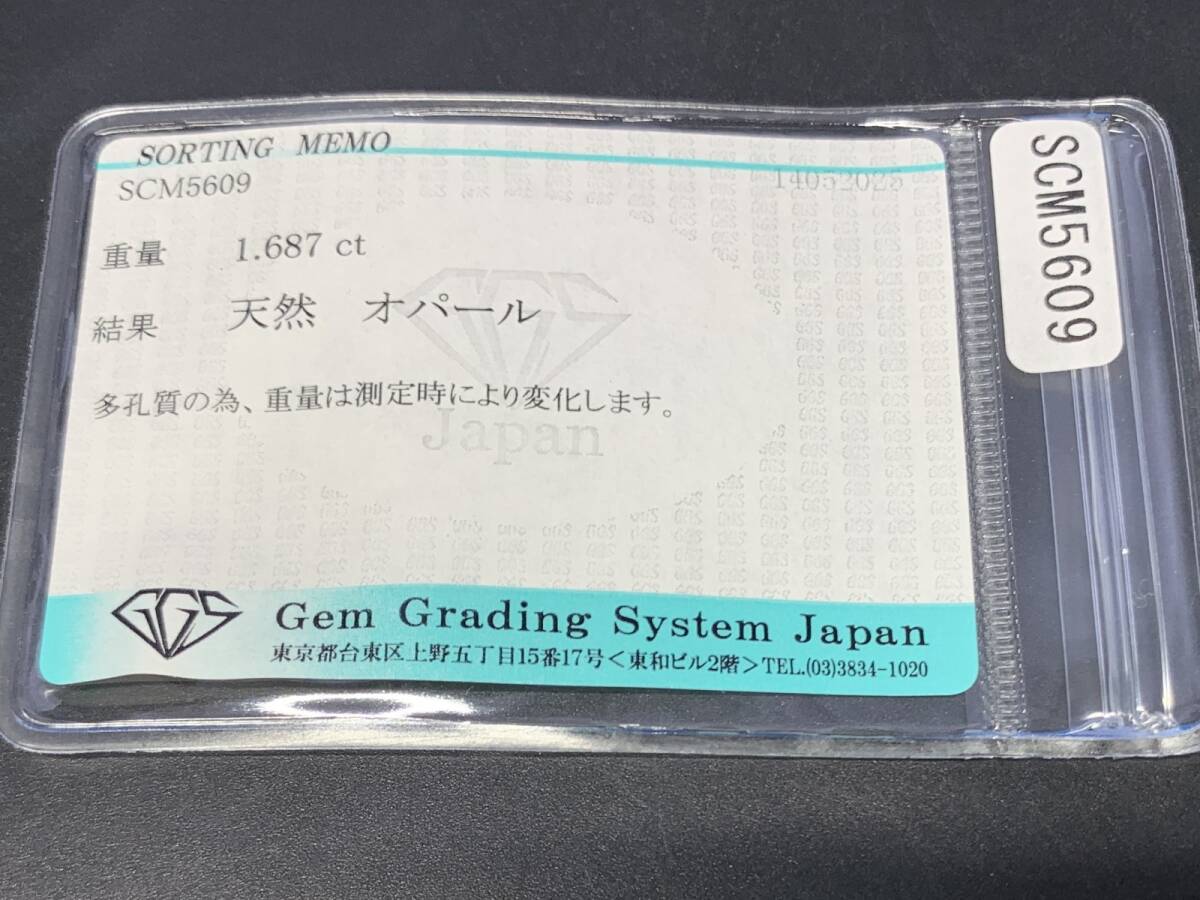 SORTING MEMO
SCM5609 14052025
重量 1.687 ct
結果 天然 オパール
多孔質の為、重量は測定時により変化します。
GGS
Japan
GGS Gem Grading System Japan
東京都台東区上野五丁目15番17号＜東和ビル2階＞TEL.(03)3834-1020
SCM5609